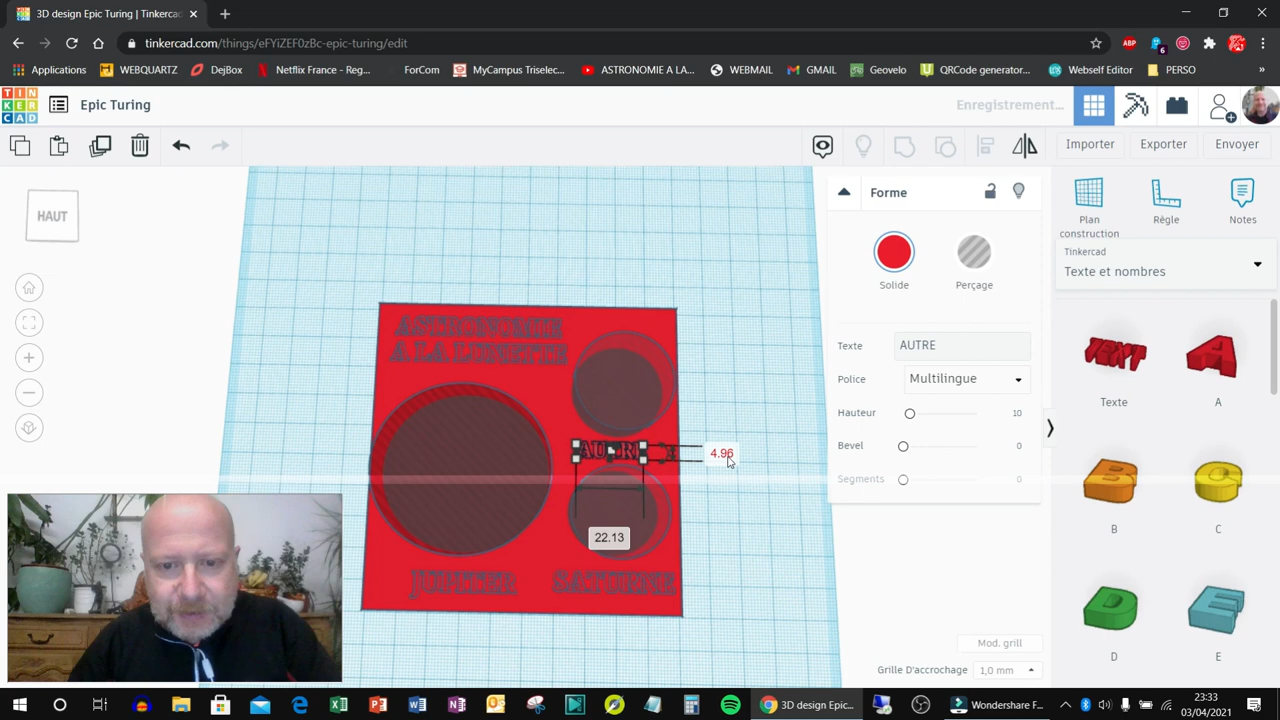 3D design Epic Turing | Tinkercad
tinkercad.com/things/eFYiZEF0zBc-epic-turing/edit
ABP
6
Applications
WEBQUARTZ
DejBox
Netflix France - Reg...
ForCom
MyCampus Triselec...
ASTRONOMIE A LA...
WEBMAIL
GMAIL
Geovelo
QRCode generator...
Webself Editor
PERSO
TIN
KER
CAD
Epic Turing
Enregistrement...
Importer
Exporter
Envoyer
HAUT
Forme
Solide
Perçage
Texte
AUTRE
Police
Multilingue
Hauteur
10
Bevel
0
Segments
0
Plan
construction
Règle
Notes
Tinkercad
Texte et nombres
Texte
A
B
C
D
E
ASTRONOMIE
A LA LUNETTE
AUTRE
4.96
22.13
JUPITER
SATURNE
Mod. grill
Grille D'accrochage
1,0 mm
3D design Epic...
Wondershare F...
23:33
03/04/2021